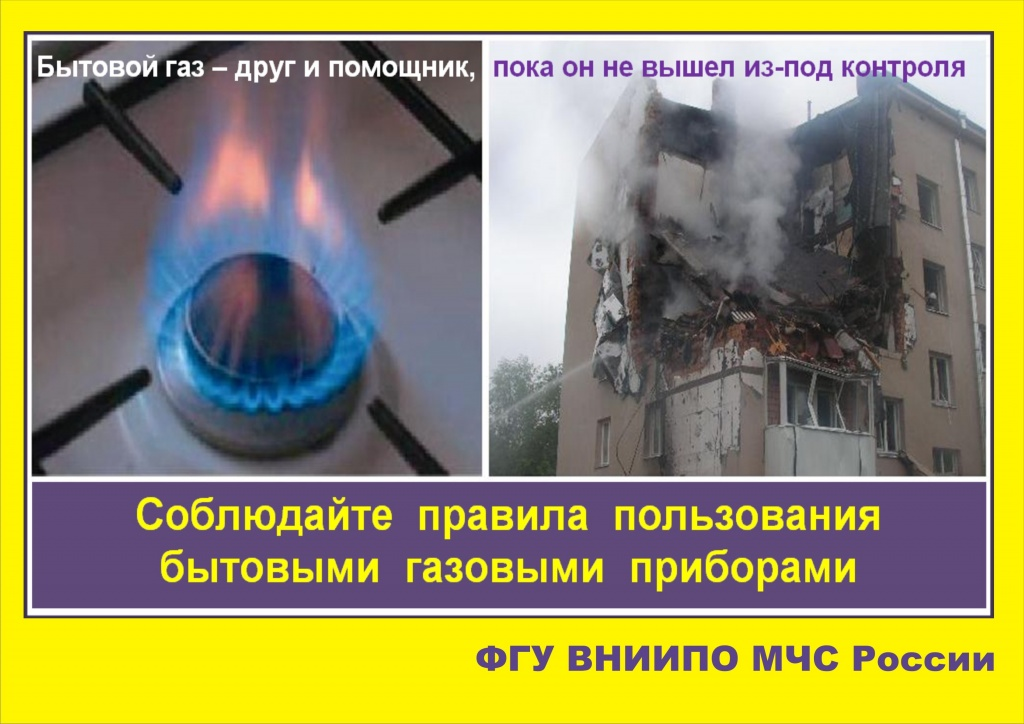 Бытовой газ – друг и помощник, пока он не вышел из-под контроля
Соблюдайте правила пользования
бытовыми газовыми приборами
ФГУ ВНИИПО МЧС России